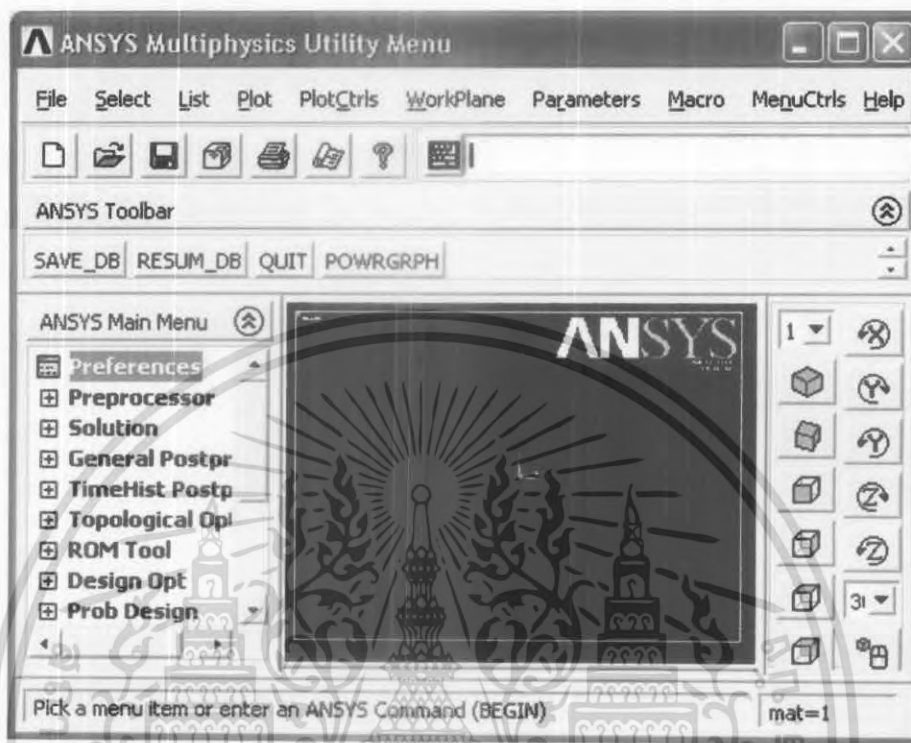 ANSYS Multiphysics Utility Menu
File Select List Plot PlotCtrls WorkPlane Parameters Macro MenuCtrls Help
ANSYS Toolbar
SAVE_DB RESUM_DB QUIT POWRGRPH
ANSYS Main Menu
Preferences
Preprocessor
Solution
General Postpr
TimeHist Postp
Topological Opt
ROM Tool
Design Opt
Prob Design
ANSYS
1
X
Y
Y
Z
Z
Pick a menu item or enter an ANSYS Command (BEGIN) mat=1